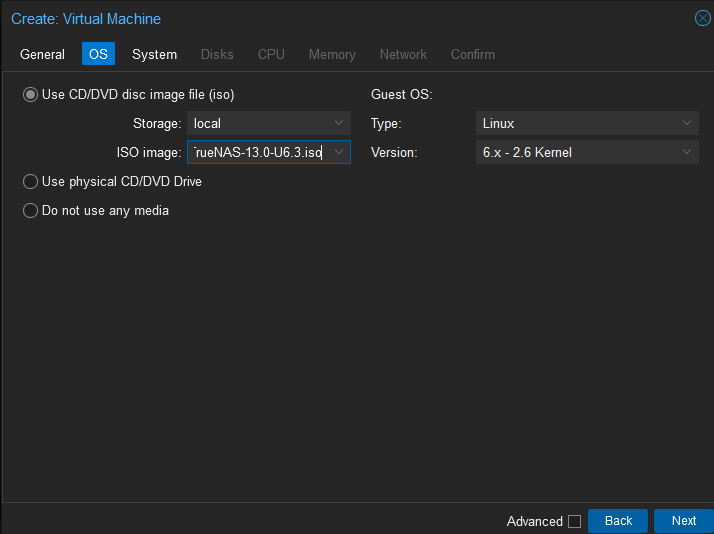 Create: Virtual Machine
General OS System Disks CPU Memory Network Confirm
Use CD/DVD disc image file (iso) Guest OS:
Storage: local Type: Linux
ISO image: rueNAS-13.0-U6.3.iso Version: 6.x - 2.6 Kernel
Use physical CD/DVD Drive
Do not use any media
Advanced Back Next